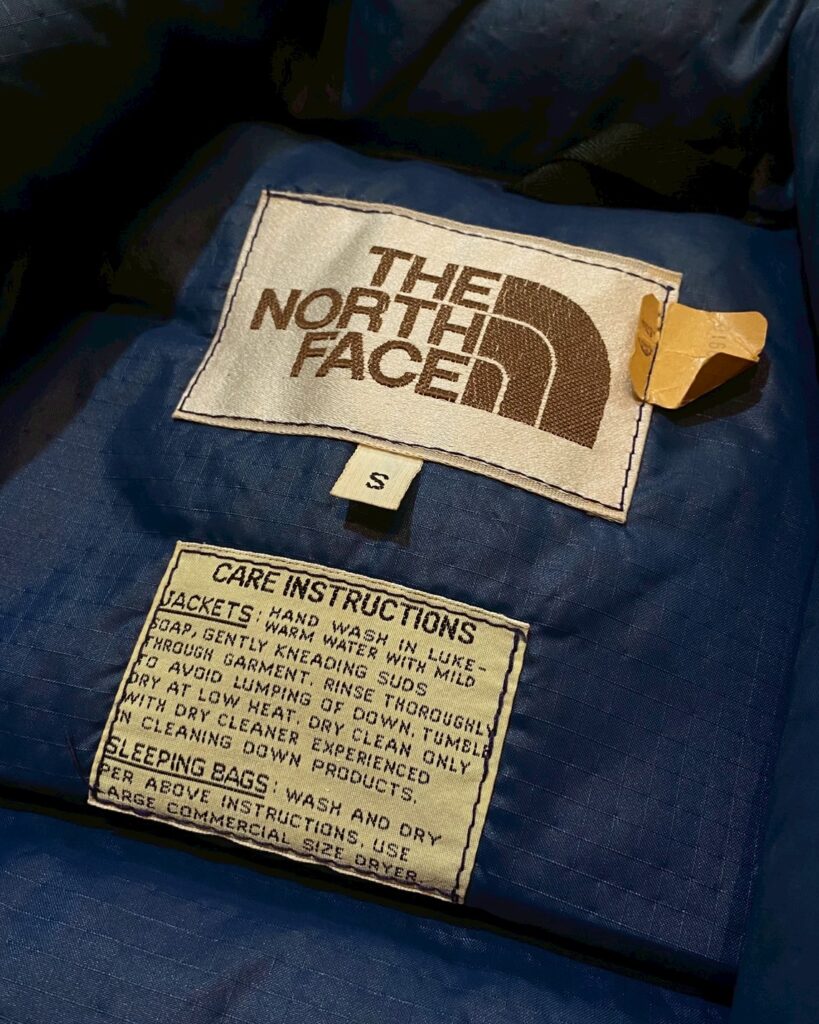 THE
NORTH
FACE
S
CARE INSTRUCTIONS
JACKETS: HAND WASH IN LUKE-
WARM WATER WITH MILD
SOAP, GENTLY KNEADING SUDS
THROUGH GARMENT. RINSE THOROUGHLY
TO AVOID LUMPING OF DOWN. TUMBLE
DRY AT LOW HEAT. DRY CLEAN ONLY
WITH DRY CLEANER EXPERIENCED
IN CLEANING DOWN PRODUCTS.
SLEEPING BAGS: WASH AND DRY
PER ABOVE INSTRUCTIONS. USE
LARGE COMMERCIAL SIZE DRYER.